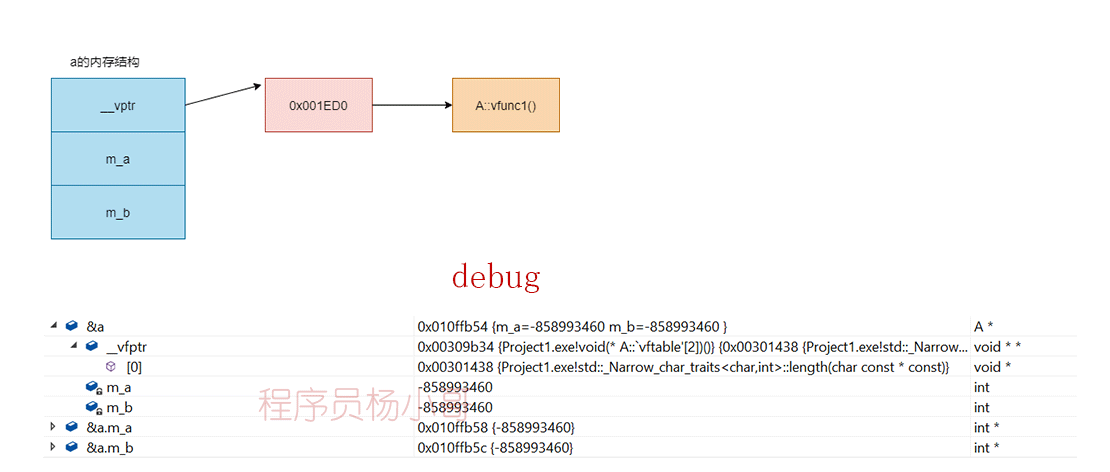 a的内存结构
__vptr
0x001ED0
A::vfunc1()
m_a
m_b
debug
&a 0x010ffb54 {m_a=-858993460 m_b=-858993460 } A *
__vfptr 0x00309b34 {Project1.exe!void(* A::`vftable'[2])()} {0x00301438 {Project1.exe!std::_Narrow... void * *
[0] 0x00301438 {Project1.exe!std::_Narrow_char_traits<char,int>::length(char const * const)} void *
m_a -858993460 int
m_b -858993460 int
程序员杨小哥
&a.m_a 0x010ffb58 {-858993460} int *
&a.m_b 0x010ffb5c {-858993460} int *